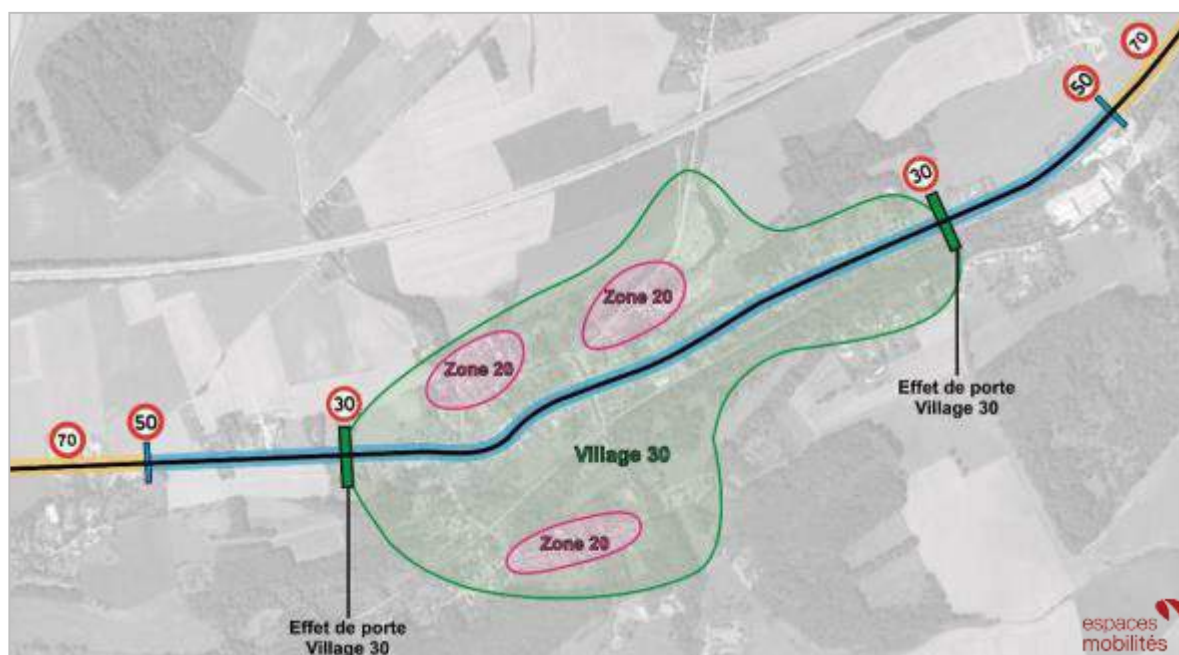 70
50
30
Zone 20
Zone 20
Effet de porte
Village 30
30
50
70
Village 30
Zone 20
Effet de porte
Village 30
espaces
mobilités